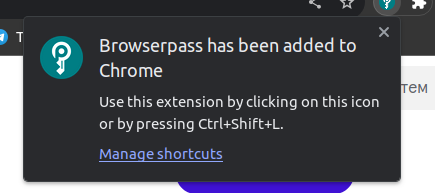 Browserpass has been added to
Chrome
Use this extension by clicking on this icon
or by pressing Ctrl+Shift+L.
Manage shortcuts